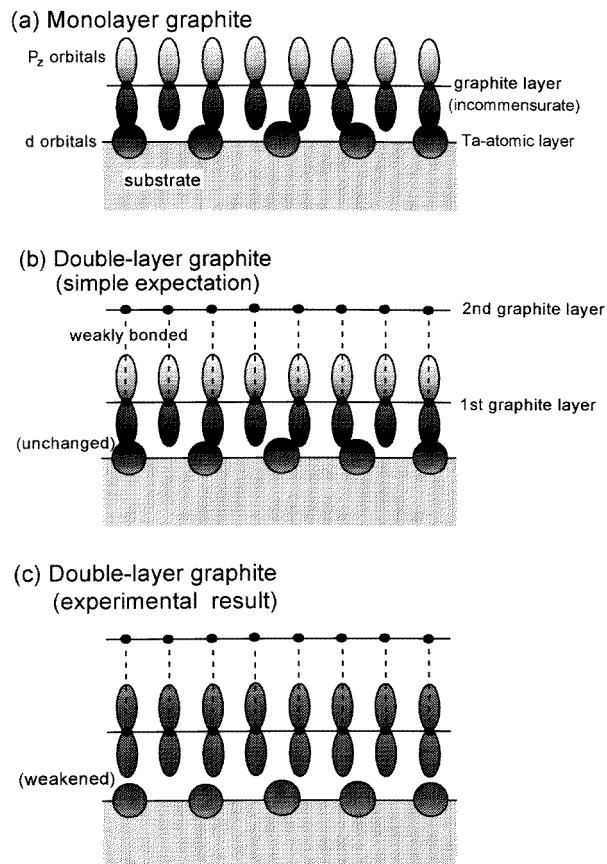 (a) Monolayer graphite
P_z orbitals
graphite layer
(incommensurate)
d orbitals
Ta-atomic layer
substrate
(b) Double-layer graphite
(simple expectation)
2nd graphite layer
weakly bonded
1st graphite layer
(unchanged)
(c) Double-layer graphite
(experimental result)
(weakened)